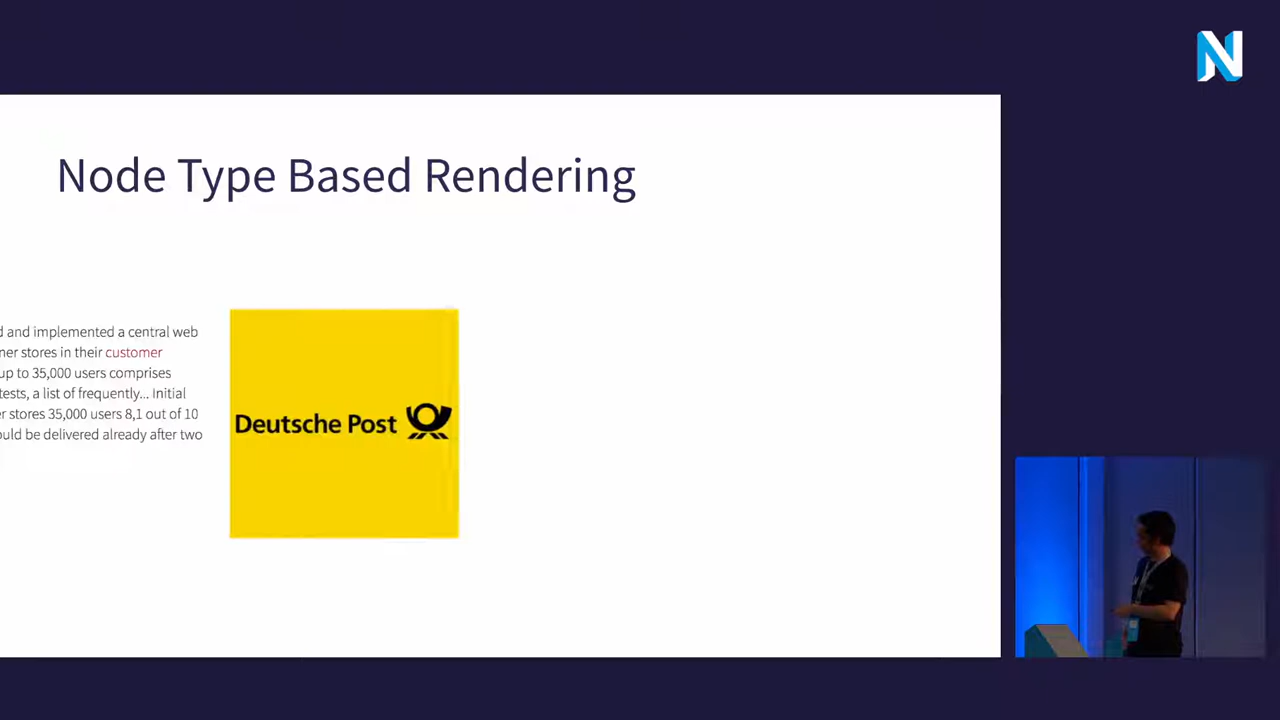 Node Type Based Rendering
d and implemented a central web
ner stores in their customer
up to 35,000 users comprises
tests, a list of frequently... Initial
er stores 35,000 users 8,1 out of 10
ould be delivered already after two
Deutsche Post